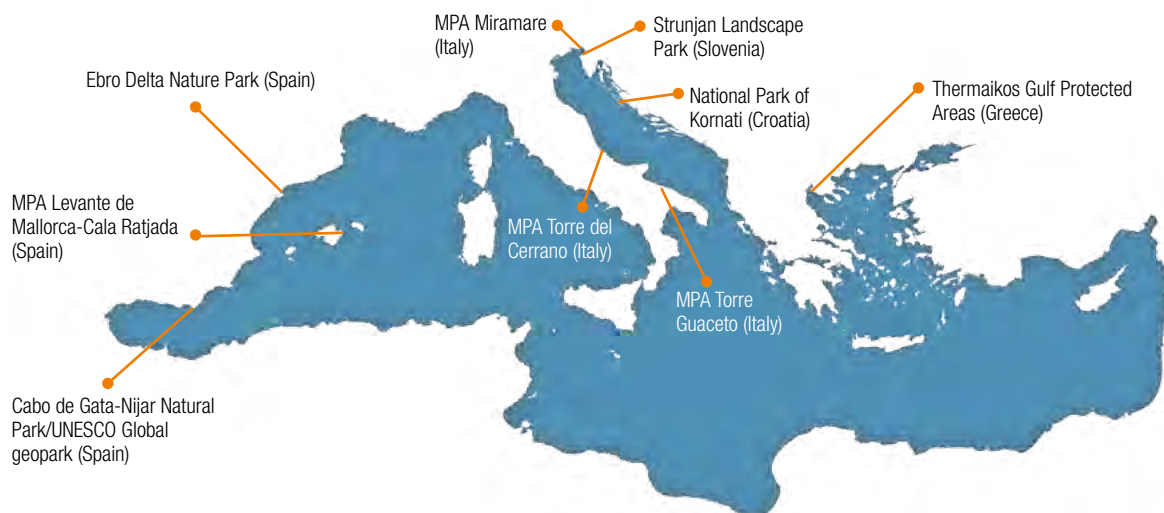 MPA Miramare
(Italy)
Strunjan Landscape
Park (Slovenia)
Ebro Delta Nature Park (Spain)
National Park of
Kornati (Croatia)
Thermaikos Gulf Protected
Areas (Greece)
MPA Levante de
Mallorca-Cala Ratjada
(Spain)
MPA Torre del
Cerrano (Italy)
MPA Torre
Guaceto (Italy)
Cabo de Gata-Nijar Natural
Park/UNESCO Global
geopark (Spain)